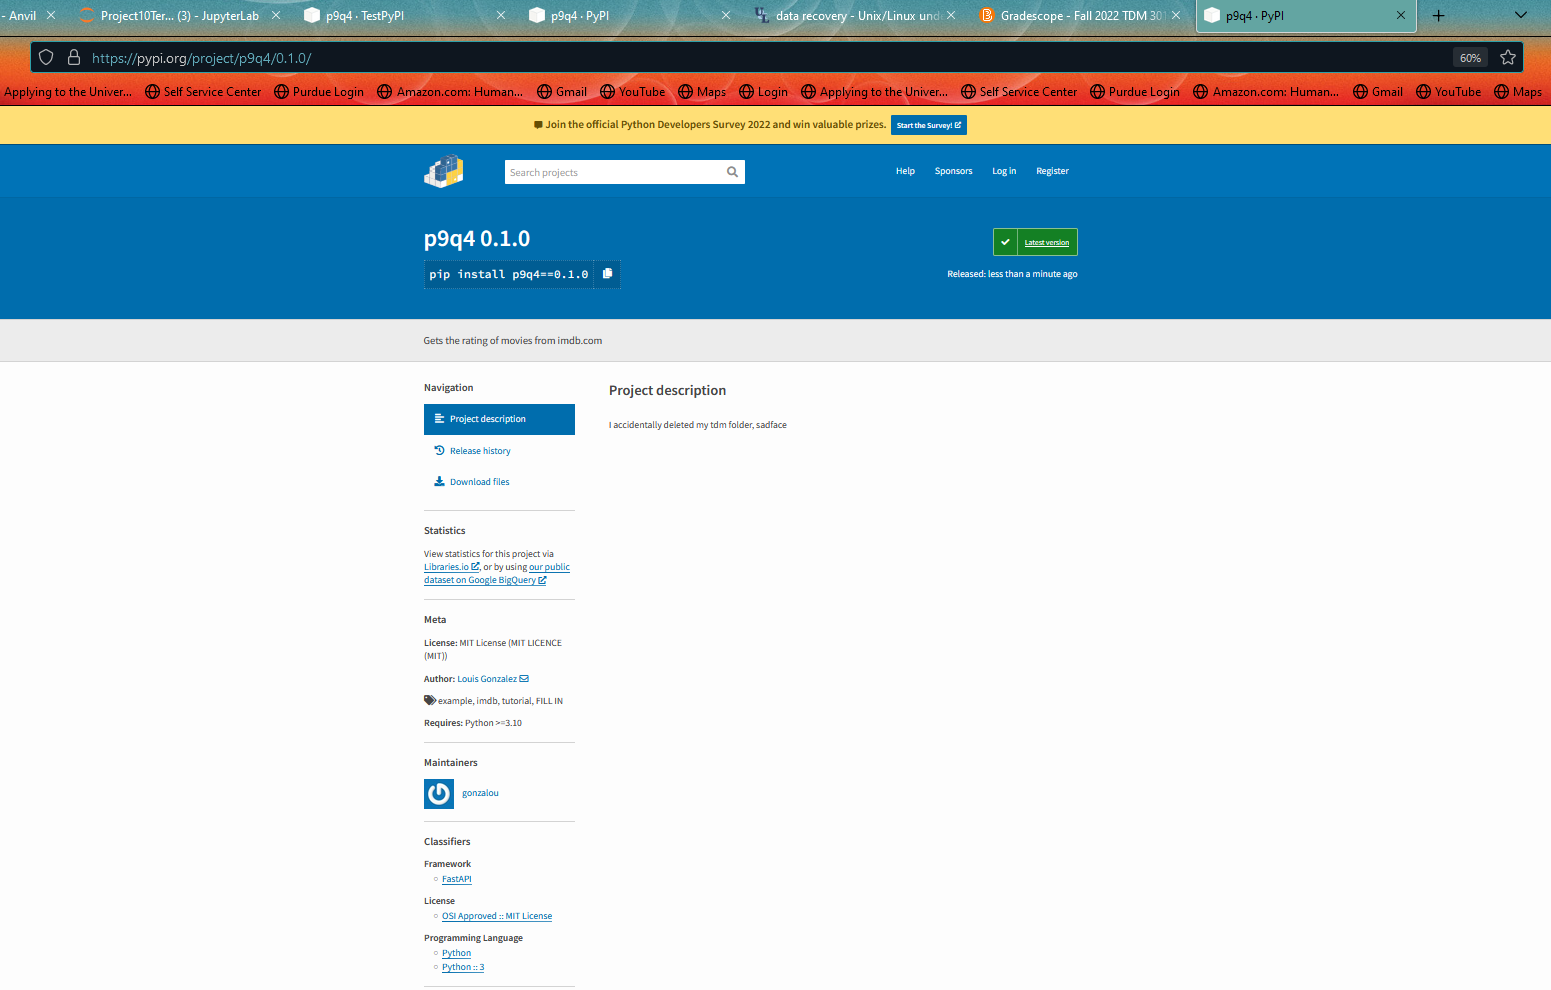 - Anvil
Project10Ter... (3) - JupyterLab
p9q4 · TestPyPI
p9q4 · PyPI
data recovery - Unix/Linux und
Gradescope - Fall 2022 TDM 301
p9q4 · PyPI
https://pypi.org/project/p9q4/0.1.0/
60%
Applying to the Univer... Self Service Center Purdue Login Amazon.com: Human... Gmail YouTube Maps Login Applying to the Univer... Self Service Center Purdue Login Amazon.com: Human... Gmail YouTube Maps
Join the official Python Developers Survey 2022 and win valuable prizes. Start the Survey!
Search projects
Help Sponsors Log in Register
p9q4 0.1.0
pip install p9q4==0.1.0
Latest version
Released: less than a minute ago
Gets the rating of movies from imdb.com
Navigation
Project description
Release history
Download files
Statistics
View statistics for this project via
Libraries.io, or by using our public
dataset on Google BigQuery
Meta
License: MIT License (MIT LICENCE
(MIT))
Author: Louis Gonzalez
example, imdb, tutorial, FILL IN
Requires: Python >=3.10
Maintainers
gonzalou
Classifiers
Framework
FastAPI
License
OSI Approved :: MIT License
Programming Language
Python
Python :: 3
Project description
I accidentally deleted my tdm folder, sadface